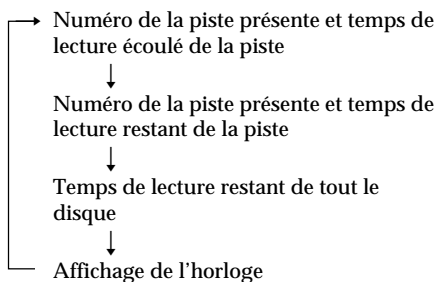 Numéro de la piste présente et temps de
lecture écoulé de la piste
Numéro de la piste présente et temps de
lecture restant de la piste
Temps de lecture restant de tout le
disque
Affichage de l’horloge